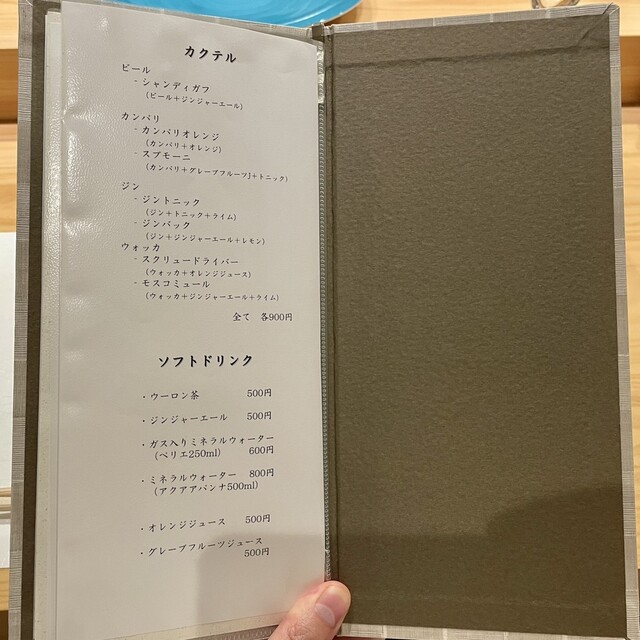 カクテル
ビール
・シャンディガフ
(ビール+ジンジャーエール)
カンパリ
・カンパリオレンジ
(カンパリ+オレンジ)
・スプモーニ
(カンパリ+グレープフルーツJ+トニック)
ジン
・ジントニック
(ジン+トニック+ライム)
・ジンバック
(ジン+ジンジャーエール+レモン)
ウォッカ
・スクリュードライバー
(ウォッカ+オレンジジュース)
・モスコミュール
(ウォッカ+ジンジャーエール+ライム)
全て 各900円
ソフトドリンク
・ウーロン茶 500円
・ジンジャーエール 500円
・ガス入りミネラルウォーター
(ペリエ250ml) 600円
・ミネラルウォーター 800円
(アクアパンナ500ml)
・オレンジジュース 500円
・グレープフルーツジュース
500円